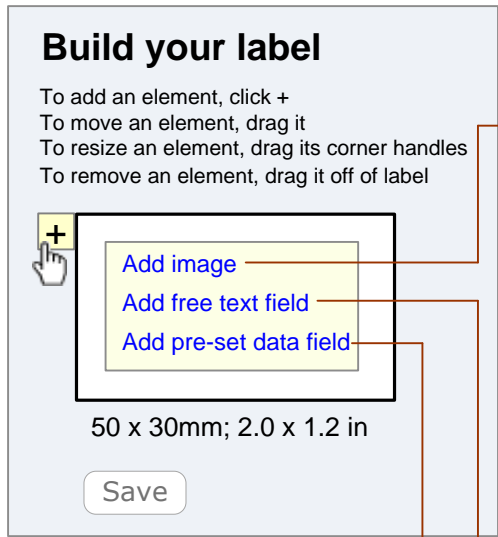 Build your label
To add an element, click +
To move an element, drag it
To resize an element, drag its corner handles
To remove an element, drag it off of label
+
Add image
Add free text field
Add pre-set data field
50 x 30mm; 2.0 x 1.2 in
Save